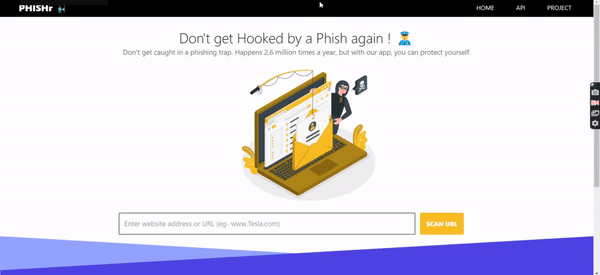 PHISHr
HOME API PROJECT
Don't get Hooked by a Phish again !
Don't get caught in a phishing trap. Happens 2.6 million times a year, but with our app, you can protect yourself.
Enter website address or URL (eg- www.Tesla.com)
SCAN URL